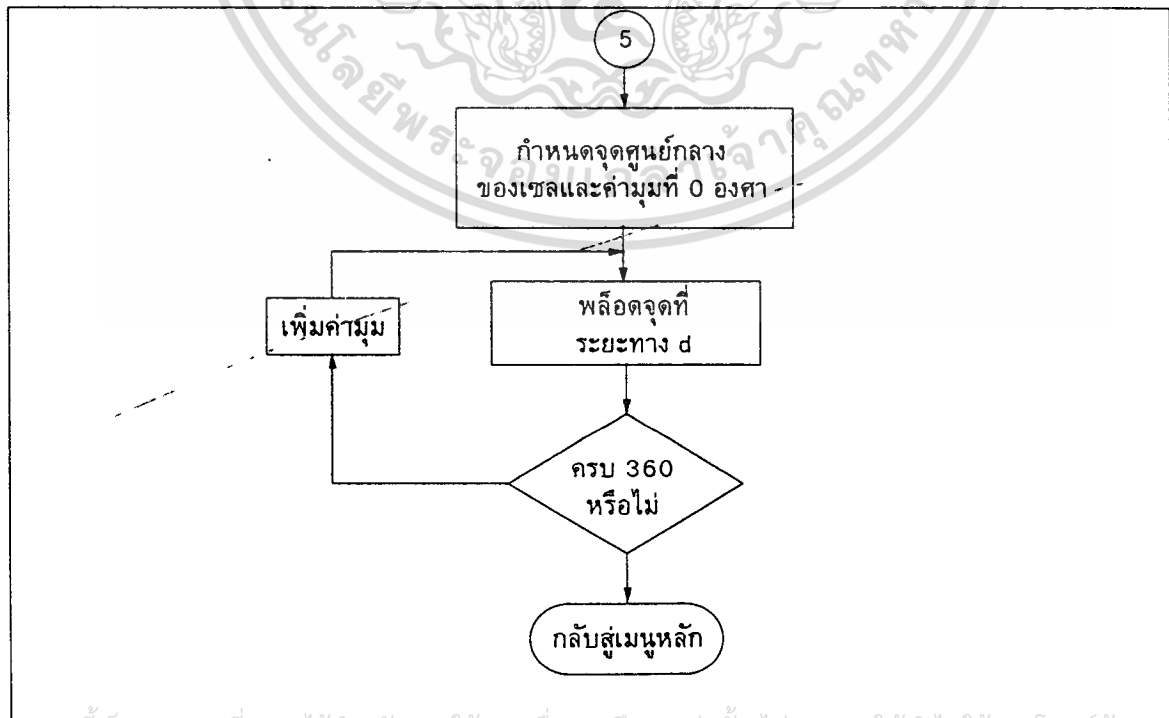 5
กำหนดจุดศูนย์กลาง
ของเซลและค่ามุมที่ 0 องศา
พล็อดจุดที่
ระยะทาง d
เพิ่มค่ามุม
ครบ 360
หรือไม่
กลับสู่เมนูหลัก